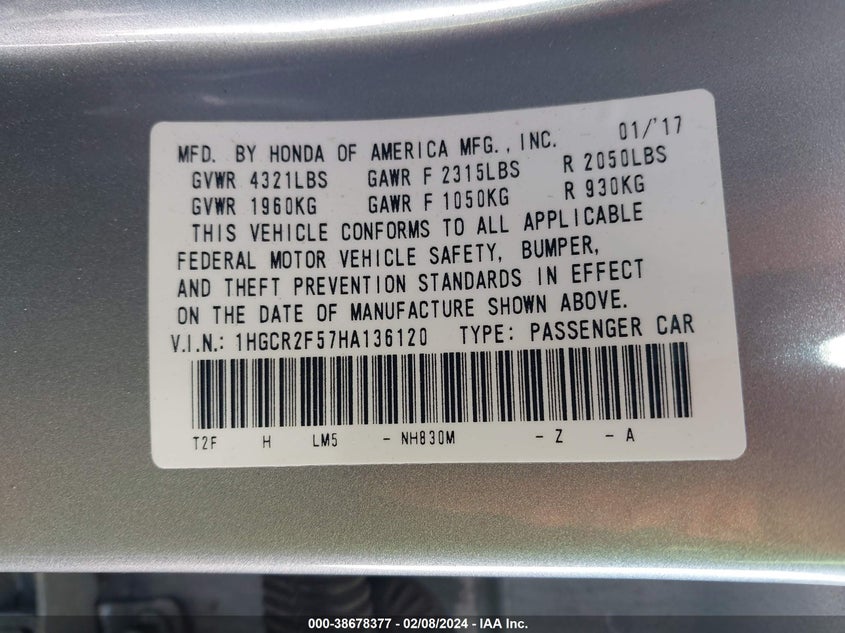 MFD. BY HONDA OF AMERICA MFG., INC. 01/'17
GVWR 4321LBS GAWR F 2315LBS R 2050LBS
GVWR 1960KG GAWR F 1050KG R 930KG
THIS VEHICLE CONFORMS TO ALL APPLICABLE
FEDERAL MOTOR VEHICLE SAFETY, BUMPER,
AND THEFT PREVENTION STANDARDS IN EFFECT
ON THE DATE OF MANUFACTURE SHOWN ABOVE.
V.I.N.: 1HGCR2F57HA136120 TYPE: PASSENGER CAR
T2F H LM5 - NH830M - Z - A
000-38678377 - 02/08/2024 - IAA Inc.